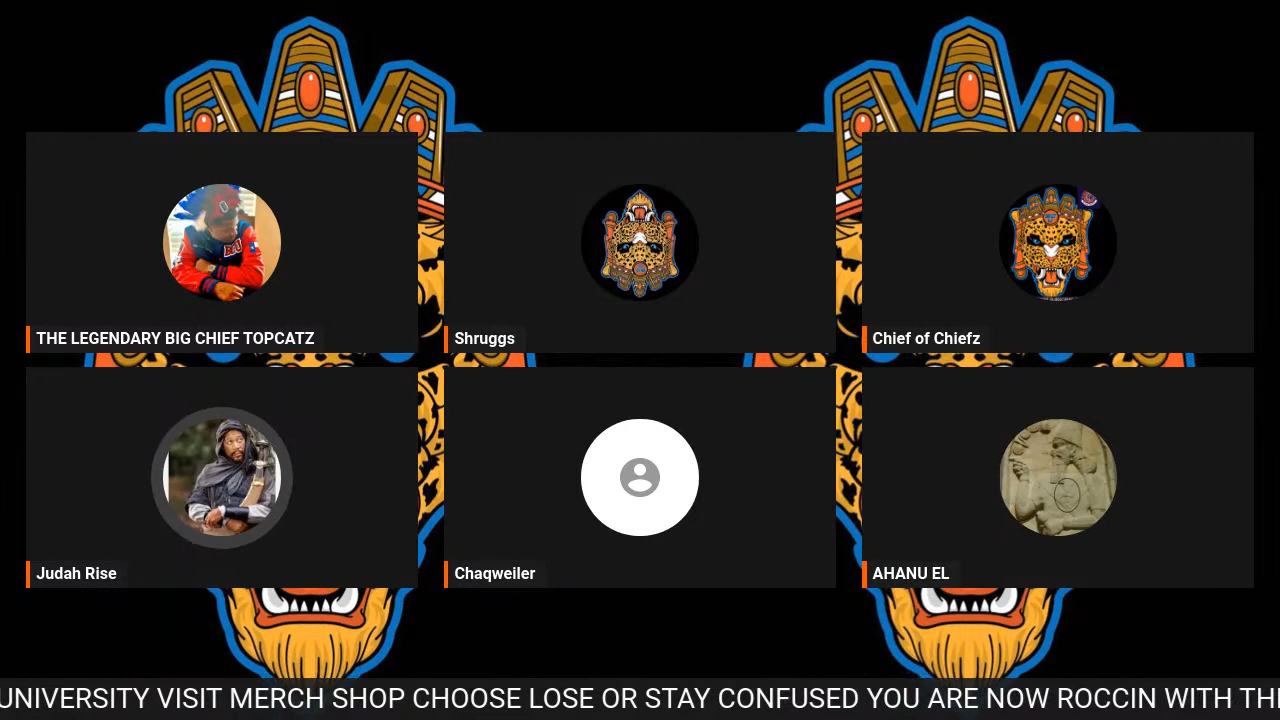 THE LEGENDARY BIG CHIEF TOPCATZ
Shruggs
Chief of Chiefz
Judah Rise
Chaqweiler
AHANU EL
UNIVERSITY VISIT MERCH SHOP CHOOSE LOSE OR STAY CONFUSED YOU ARE NOW ROCCIN WITH